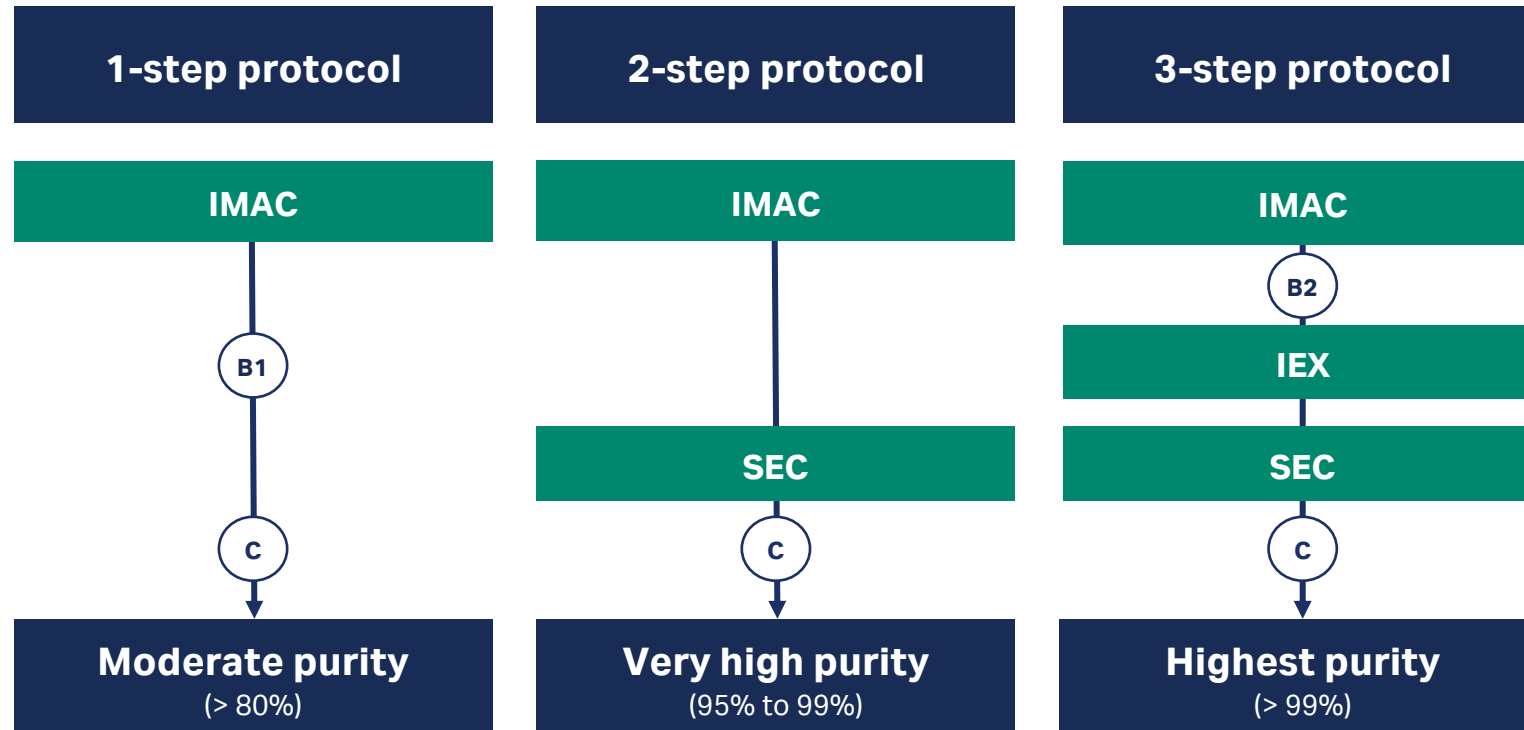 1-step protocol
IMAC
B1
C
Moderate purity
(> 80%)
2-step protocol
IMAC
SEC
C
Very high purity
(95% to 99%)
3-step protocol
IMAC
B2
IEX
SEC
C
Highest purity
(> 99%)